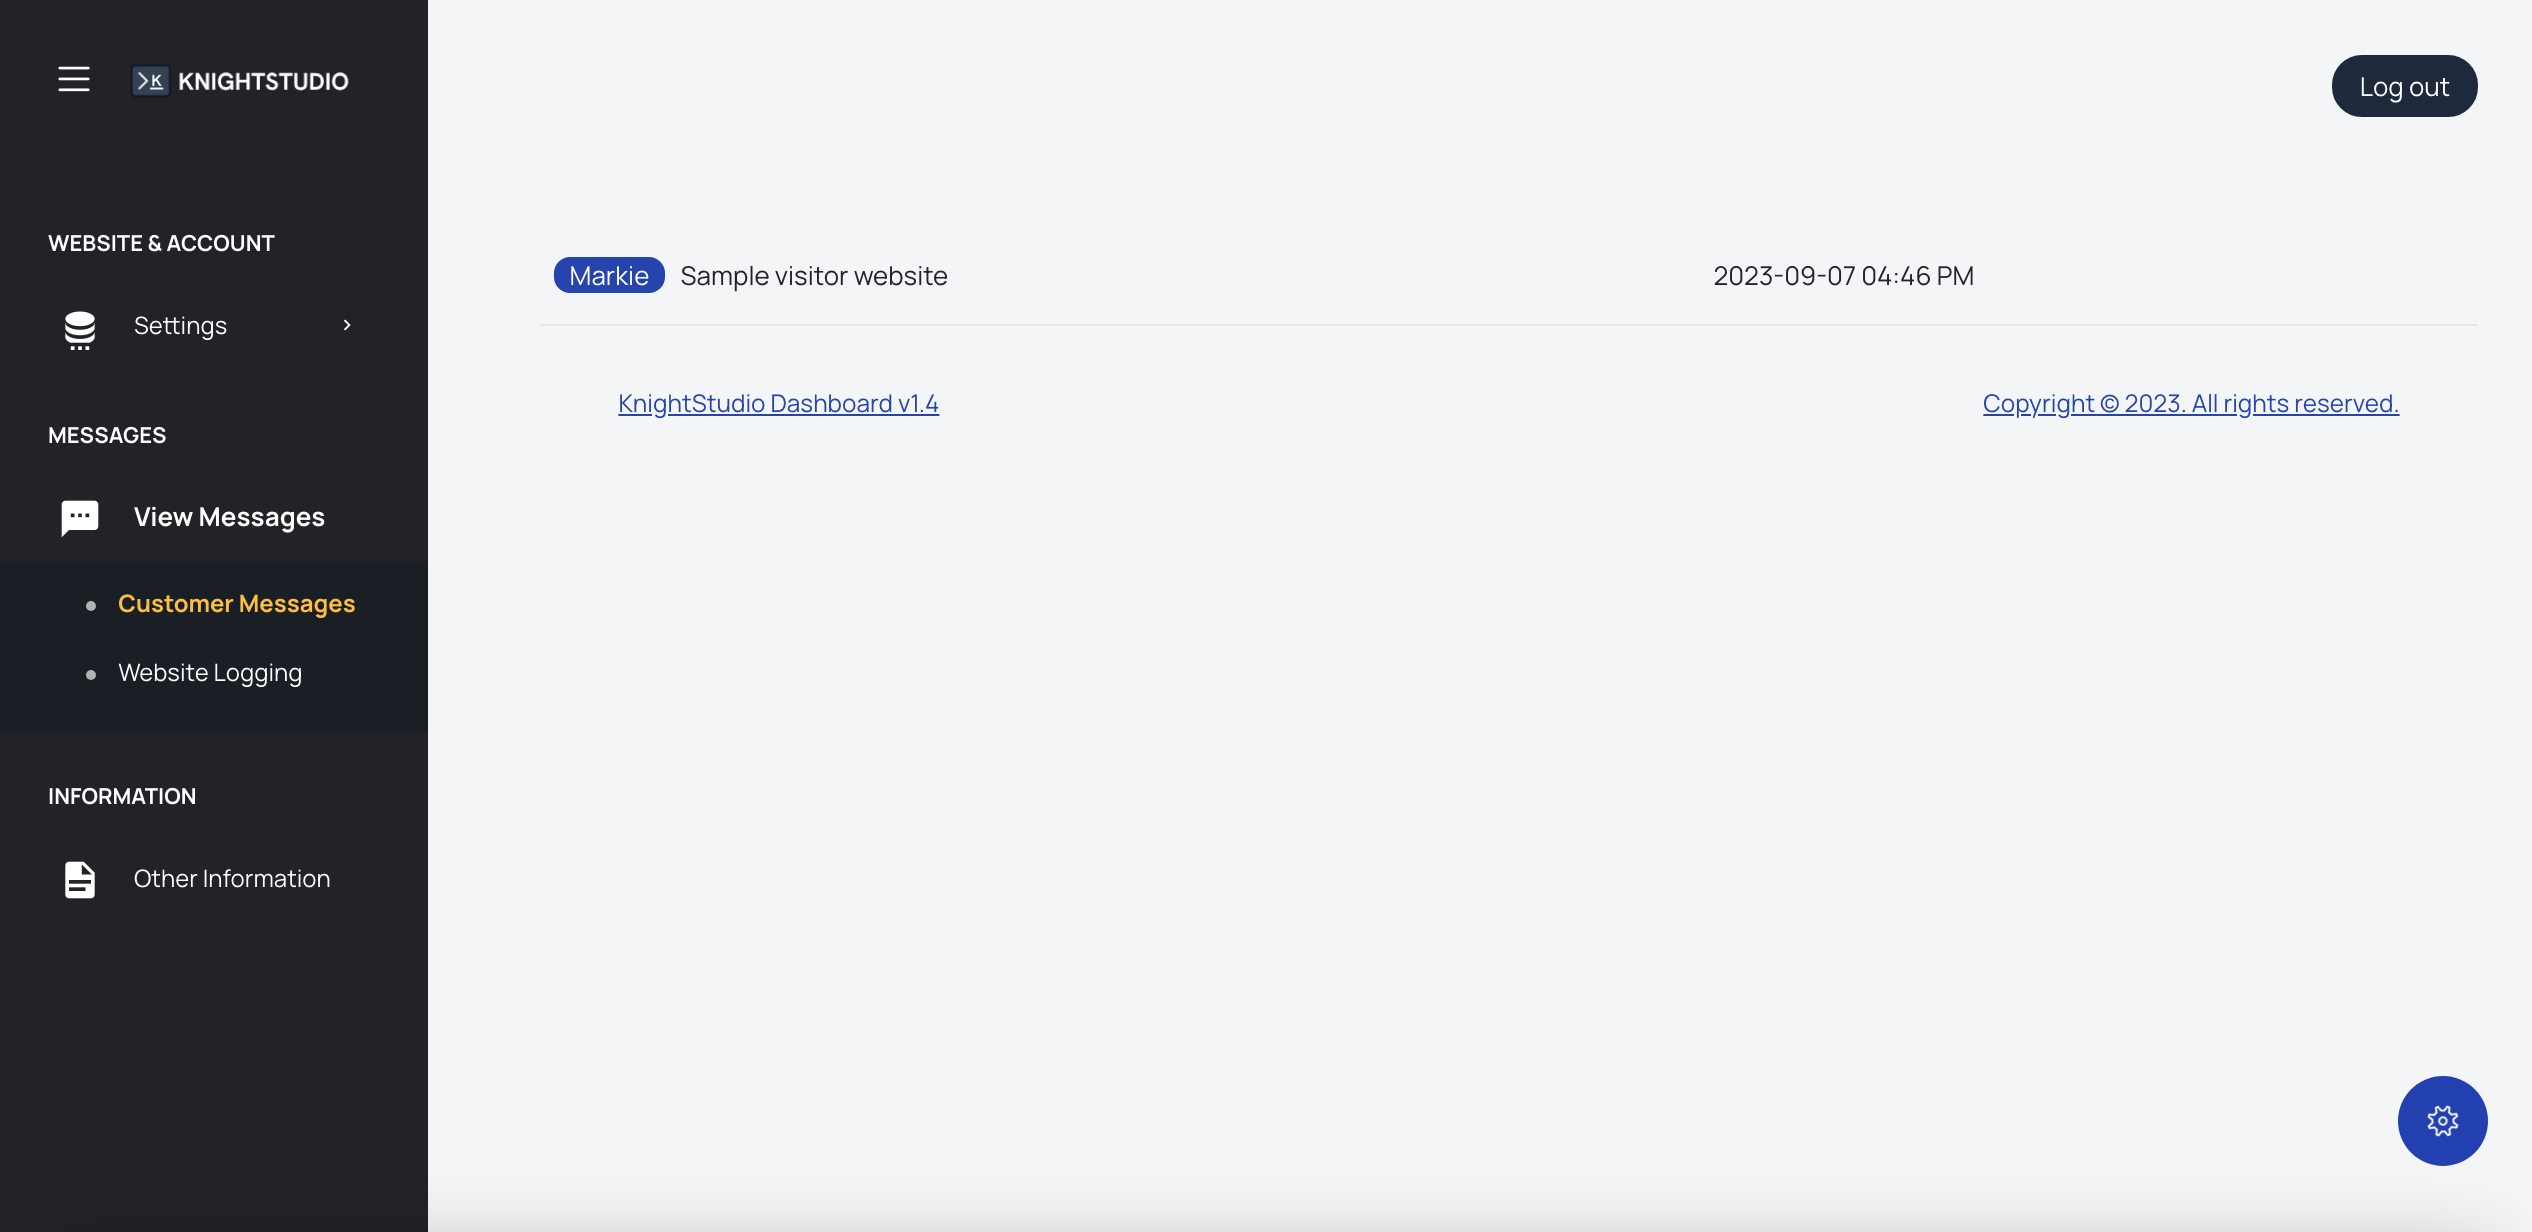 >K KNIGHTSTUDIO
Log out
WEBSITE & ACCOUNT
Settings
MESSAGES
View Messages
Customer Messages
Website Logging
INFORMATION
Other Information
Markie Sample visitor website 2023-09-07 04:46 PM
KnightStudio Dashboard v1.4
Copyright © 2023. All rights reserved.